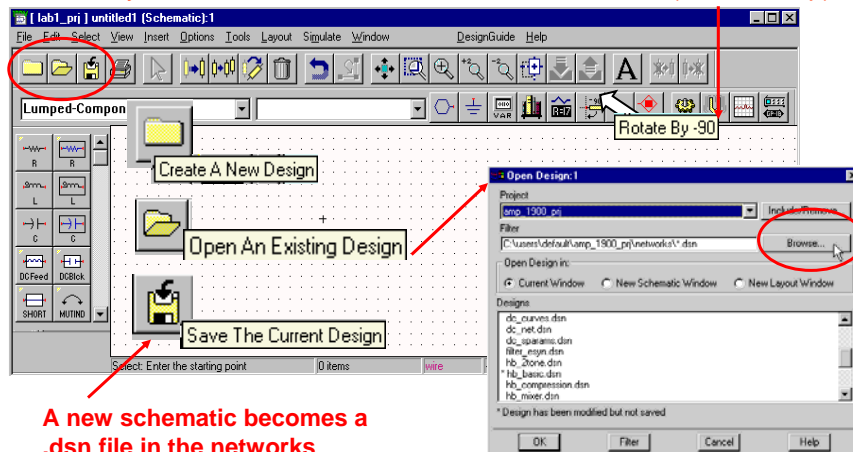 [ lab1_prj ] untitled1 (Schematic):1
File Edit Select View Insert Options Tools Layout Simulate Window DesignGuide Help
A
Lumped-Compon
VAR
Rotate By -90
R R
L L
C C
DCFeed DCBlck
SHORT MUTIND
Create A New Design
Open An Existing Design
Save The Current Design
Select: Enter the starting point 0 items wire
Open Design:1
Project
amp_1900_prj Include/Remove...
Filter
C:\users\default\amp_1900_prj\networks\*.dsn Browse...
Open Design in:
Current Window New Schematic Window New Layout Window
Designs
dc_curves.dsn
dc_net.dsn
dc_sparams.dsn
filter_esyn.dsn
hb_2tone.dsn
* hb_basic.dsn
hb_compression.dsn
hb_mixer.dsn
* Design has been modified but not saved
OK Filter Cancel Help
A new schematic becomes a
.dsn file in the networks